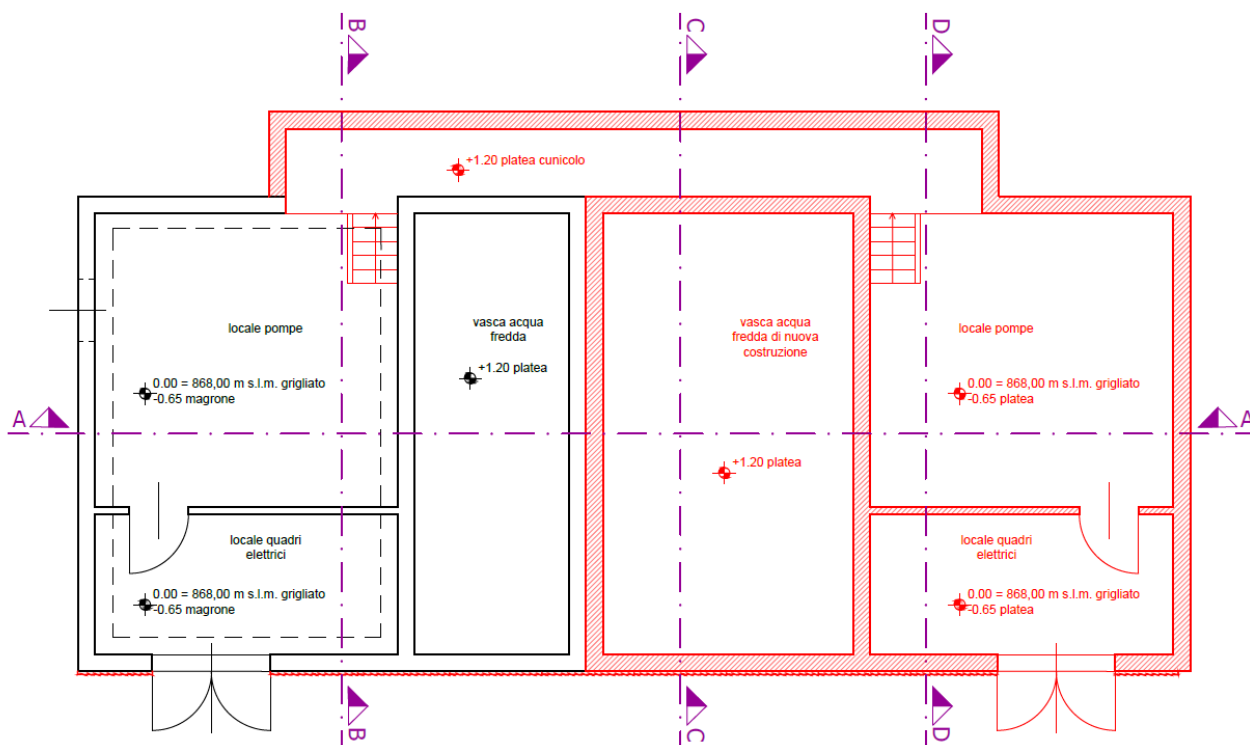 B
C
D
+1.20 platea cunicolo
locale pompe
vasca acqua
fredda
vasca acqua
fredda di nuova
costruzione
locale pompe
+1.20 platea
0.00 = 868,00 m s.l.m. grigliato
-0.65 magrone
0.00 = 868,00 m s.l.m. grigliato
-0.65 platea
A
A
+1.20 platea
locale quadri
elettrici
locale quadri
elettrici
0.00 = 868,00 m s.l.m. grigliato
-0.65 magrone
0.00 = 868,00 m s.l.m. grigliato
-0.65 platea
B
C
D